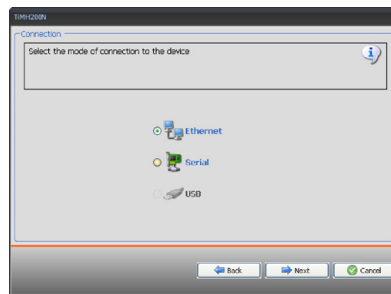 TiMH200N
Connection
Select the mode of connection to the device
Ethernet
Serial
USB
Back
Next
Cancel